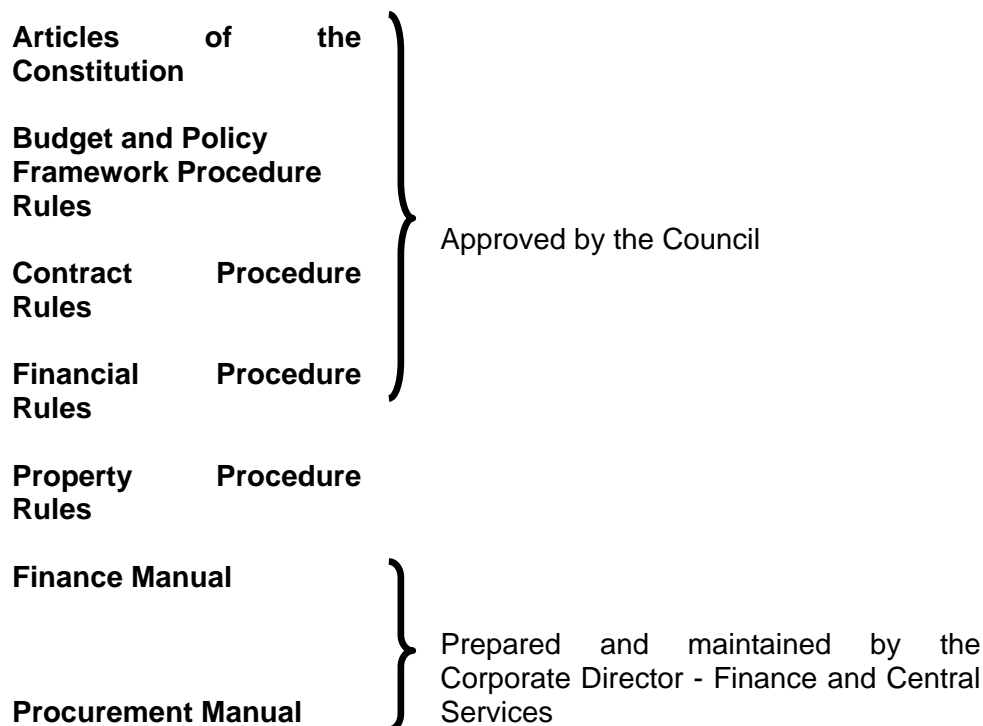 Articles of the
Constitution
Budget and Policy
Framework Procedure
Rules
Contract Procedure
Rules
Financial Procedure
Rules
Approved by the Council
Property Procedure
Rules
Finance Manual
Procurement Manual
Prepared and maintained by the
Corporate Director - Finance and Central
Services